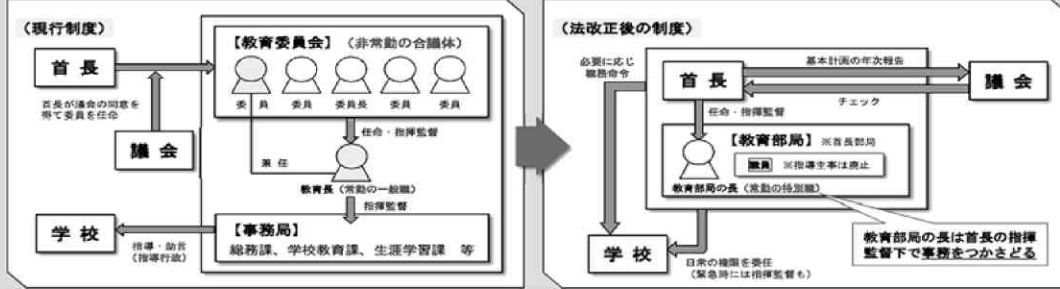 （現行制度）
首 長
首長が議会の同意を
得て委員を任命
議 会
学 校
指導・助言
（指導行政）
【教育委員会】（非常勤の合議体）
委 員
委 員
委員長
委 員
委 員
任命・指揮監督
兼 任
教育長（常勤の一般職）
指揮監督
【事務局】
総務課、学校教育課、生涯学習課 等
（法改正後の制度）
必要に応じ
職務命令
首 長
基本計画の年次報告
チェック
議 会
任命・指揮監督
【教育部局】※首長部局
職員 ※指導主事は廃止
教育部局の長（常勤の特別職）
学 校
日常の権限を委任
（緊急時には指揮監督も）
教育部局の長は首長の指揮
監督下で事務をつかさどる